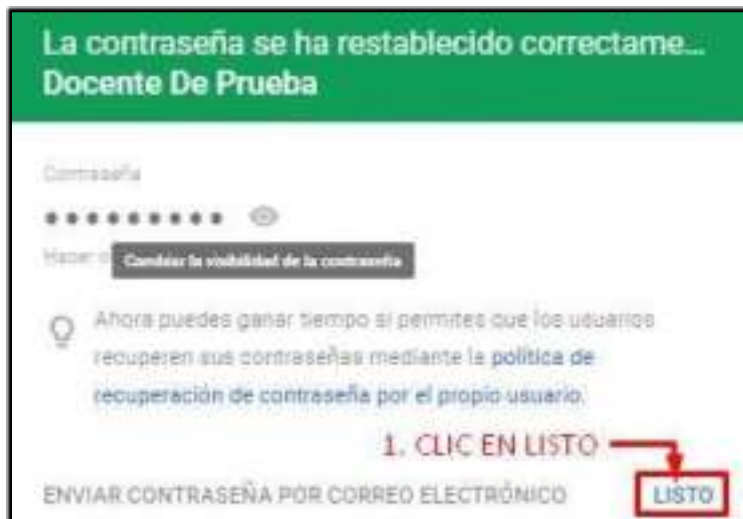 La contraseña se ha restablecido correctame...
Docente De Prueba
Contraseña
•••••••••
Hacer c
Cambiar la visibilidad de la contraseña
Ahora puedes ganar tiempo si permites que los usuarios
recuperen sus contraseñas mediante la política de
recuperación de contraseña por el propio usuario.
1. CLIC EN LISTO
ENVIAR CONTRASEÑA POR CORREO ELECTRÓNICO LISTO